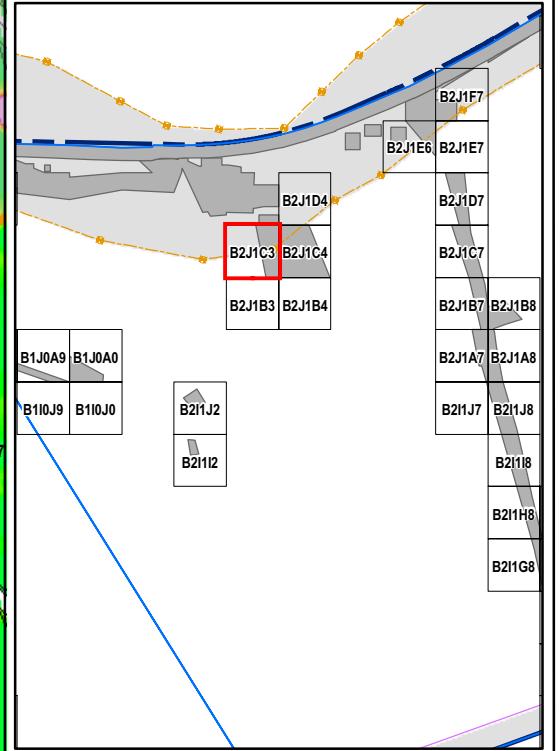 B2J1F7
B2J1E6 B2J1E7
B2J1D4 B2J1D7
B2J1C3 B2J1C4 B2J1C7
B2J1B3 B2J1B4 B2J1B7 B2J1B8
B1J0A9 B1J0A0 B2J1A7 B2J1A8
B1I0J9 B1I0J0 B2I1J2 B2I1J7 B2I1J8
B2I1I2 B2I1I8
B2I1H8
B2I1G8